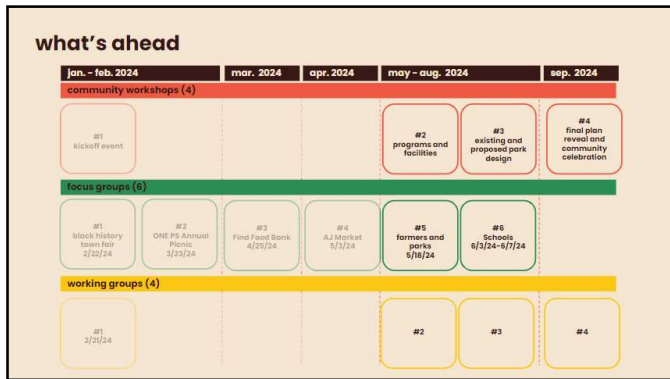 what's ahead
jan. - feb. 2024
mar. 2024
apr. 2024
may - aug. 2024
sep. 2024
community workshops (4)
#1
kickoff event
#2
programs and
facilities
#3
existing and
proposed park
design
#4
final plan
reveal and
community
celebration
focus groups (6)
#1
black history
town fair
2/22/24
#2
ONE PS Annual
Picnic
3/23/24
#3
Find Food Bank
4/25/24
#4
AJ Market
5/3/24
#5
farmers and
parks
5/18/24
#6
Schools
6/3/24-6/7/24
working groups (4)
#1
2/21/24
#2
#3
#4